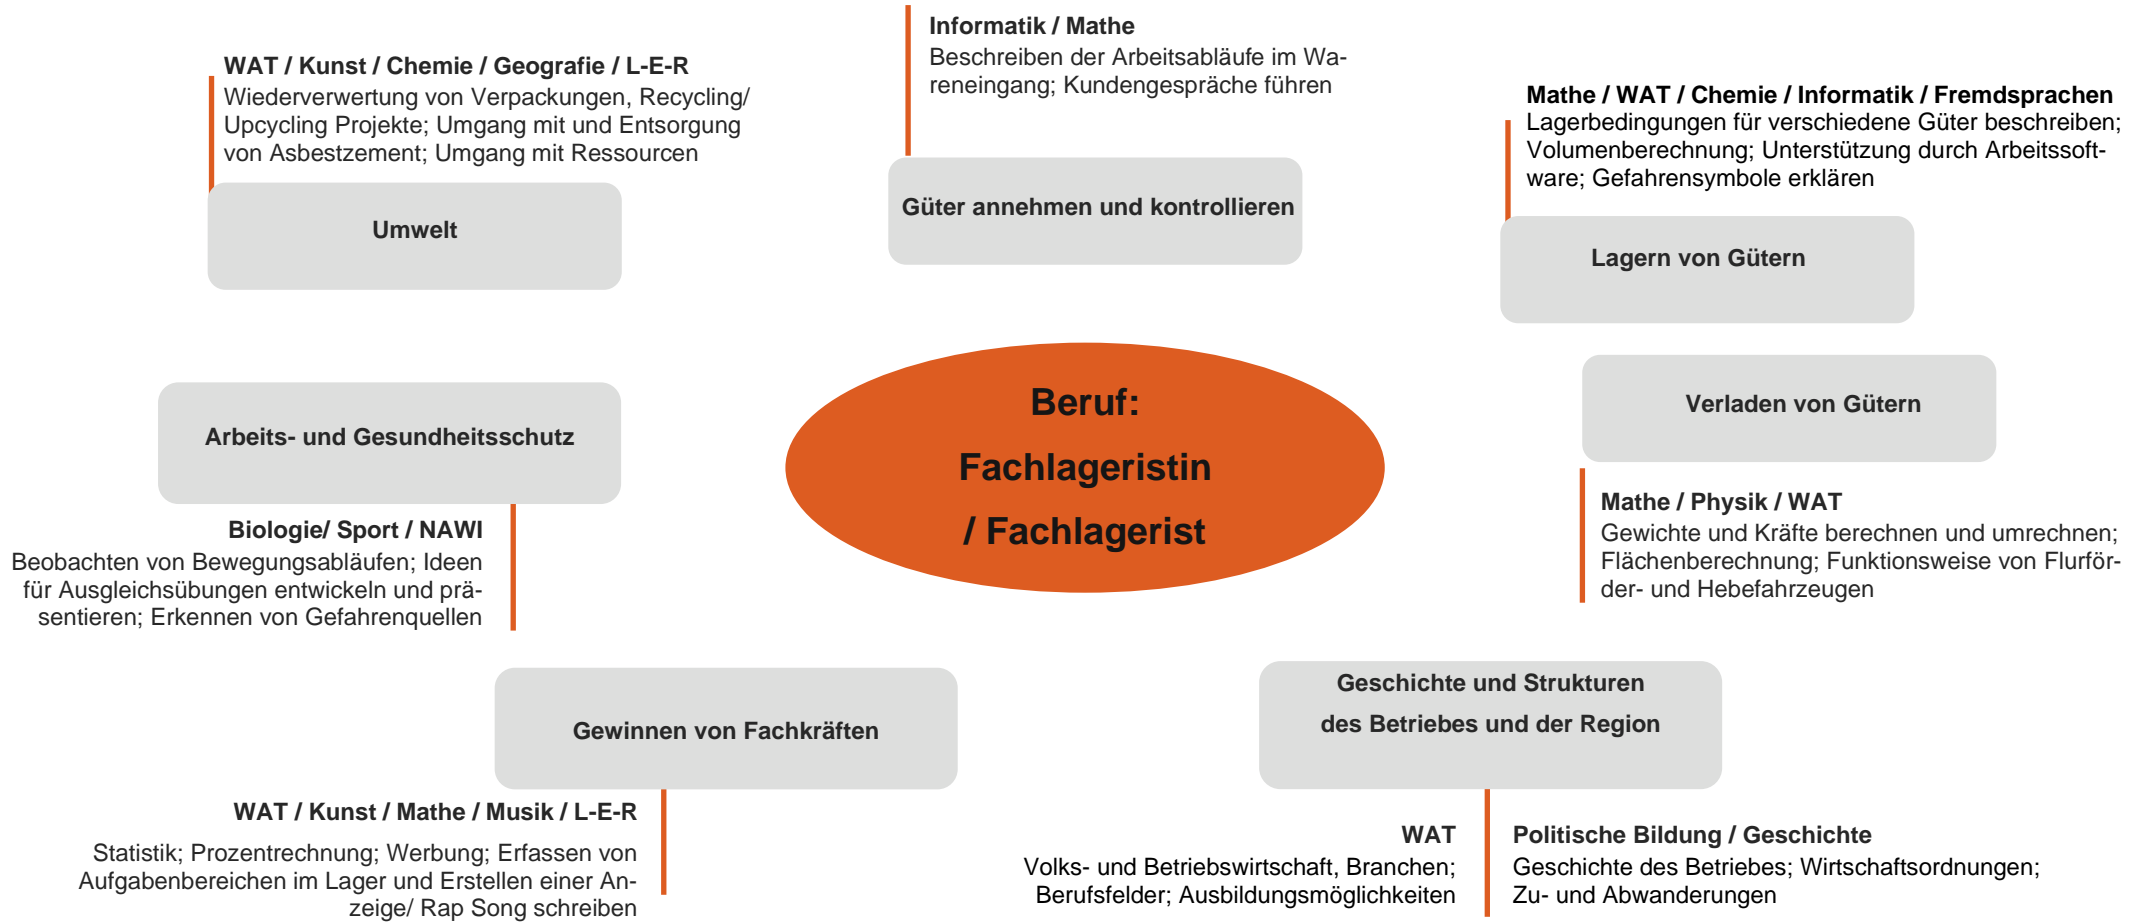 Informatik / Mathe
Beschreiben der Arbeitsabläufe im Wa-
reneingang; Kundengespräche führen
WAT / Kunst / Chemie / Geografie / L-E-R
Wiederverwertung von Verpackungen, Recycling/
Upcycling Projekte; Umgang mit und Entsorgung
von Asbestzement; Umgang mit Ressourcen
Mathe / WAT / Chemie / Informatik / Fremdsprachen
Lagerbedingungen für verschiedene Güter beschreiben;
Volumenberechnung; Unterstützung durch Arbeitssoft-
ware; Gefahrensymbole erklären
Umwelt
Güter annehmen und kontrollieren
Lagern von Gütern
Beruf:
Fachlageristin
/ Fachlagerist
Arbeits- und Gesundheitsschutz
Verladen von Gütern
Biologie/ Sport / NAWI
Beobachten von Bewegungsabläufen; Ideen
für Ausgleichsübungen entwickeln und prä-
sentieren; Erkennen von Gefahrenquellen
Mathe / Physik / WAT
Gewichte und Kräfte berechnen und umrechnen;
Flächenberechnung; Funktionsweise von Flurför-
der- und Hebefahrzeugen
Gewinnen von Fachkräften
Geschichte und Strukturen
des Betriebes und der Region
WAT / Kunst / Mathe / Musik / L-E-R
Statistik; Prozentrechnung; Werbung; Erfassen von
Aufgabenbereichen im Lager und Erstellen einer An-
zeige/ Rap Song schreiben
WAT
Volks- und Betriebswirtschaft, Branchen;
Berufsfelder; Ausbildungsmöglichkeiten
Politische Bildung / Geschichte
Geschichte des Betriebes; Wirtschaftsordnungen;
Zu- und Abwanderungen